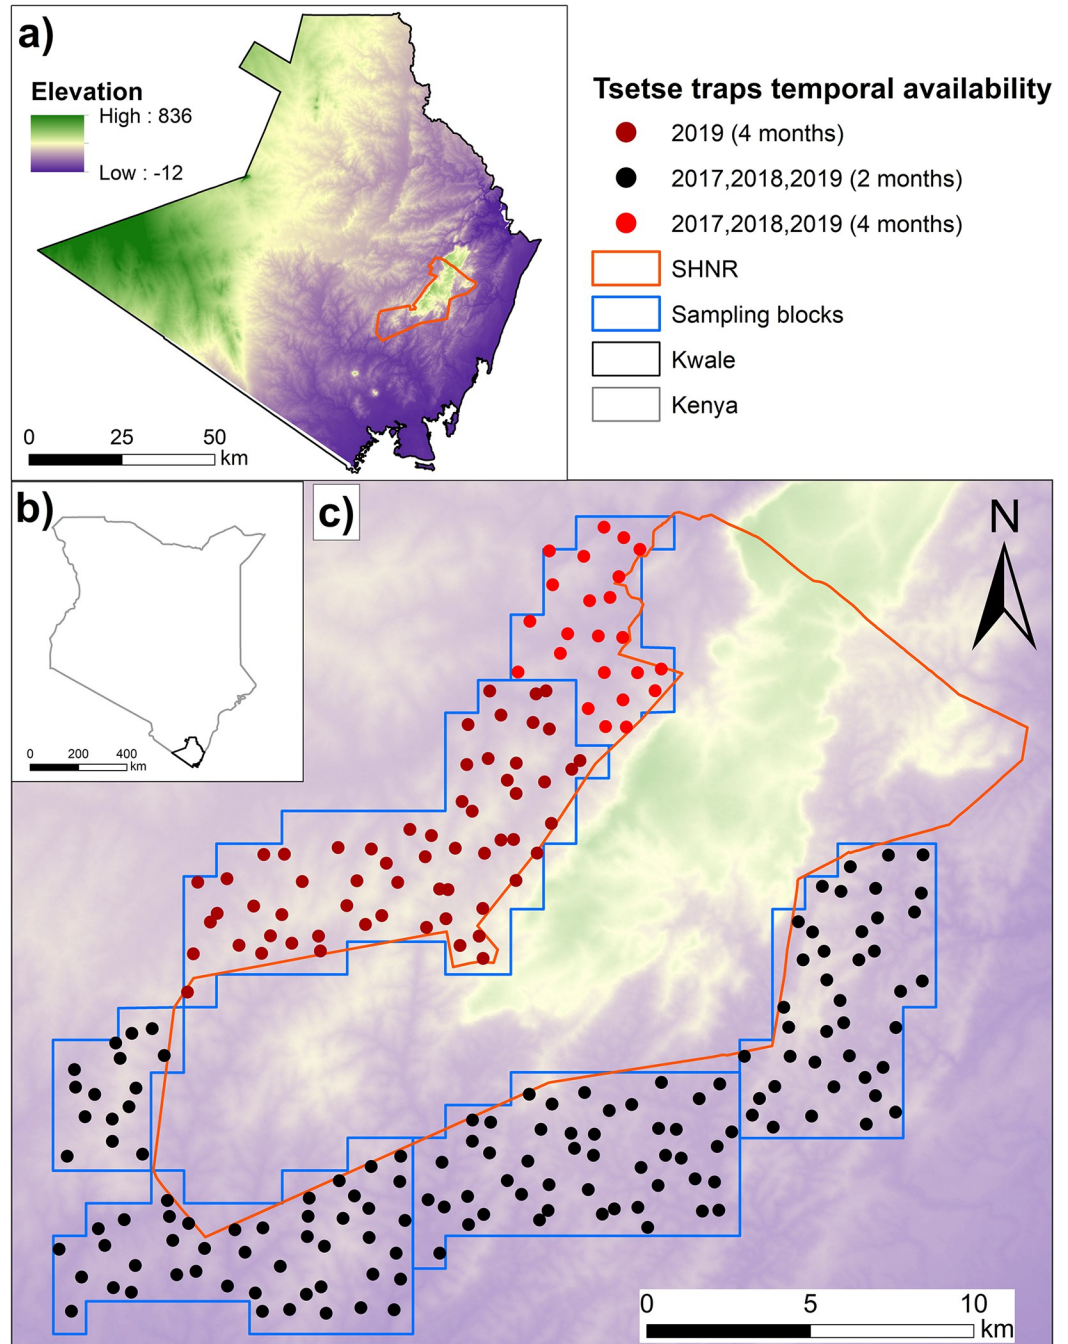 a)
Elevation
High : 836
Low : -12
0 25 50
km
Tsetse traps temporal availability
2019 (4 months)
2017,2018,2019 (2 months)
2017,2018,2019 (4 months)
SHNR
Sampling blocks
Kwale
Kenya
b)
0 200 400
km
c)
N
0 5 10
km